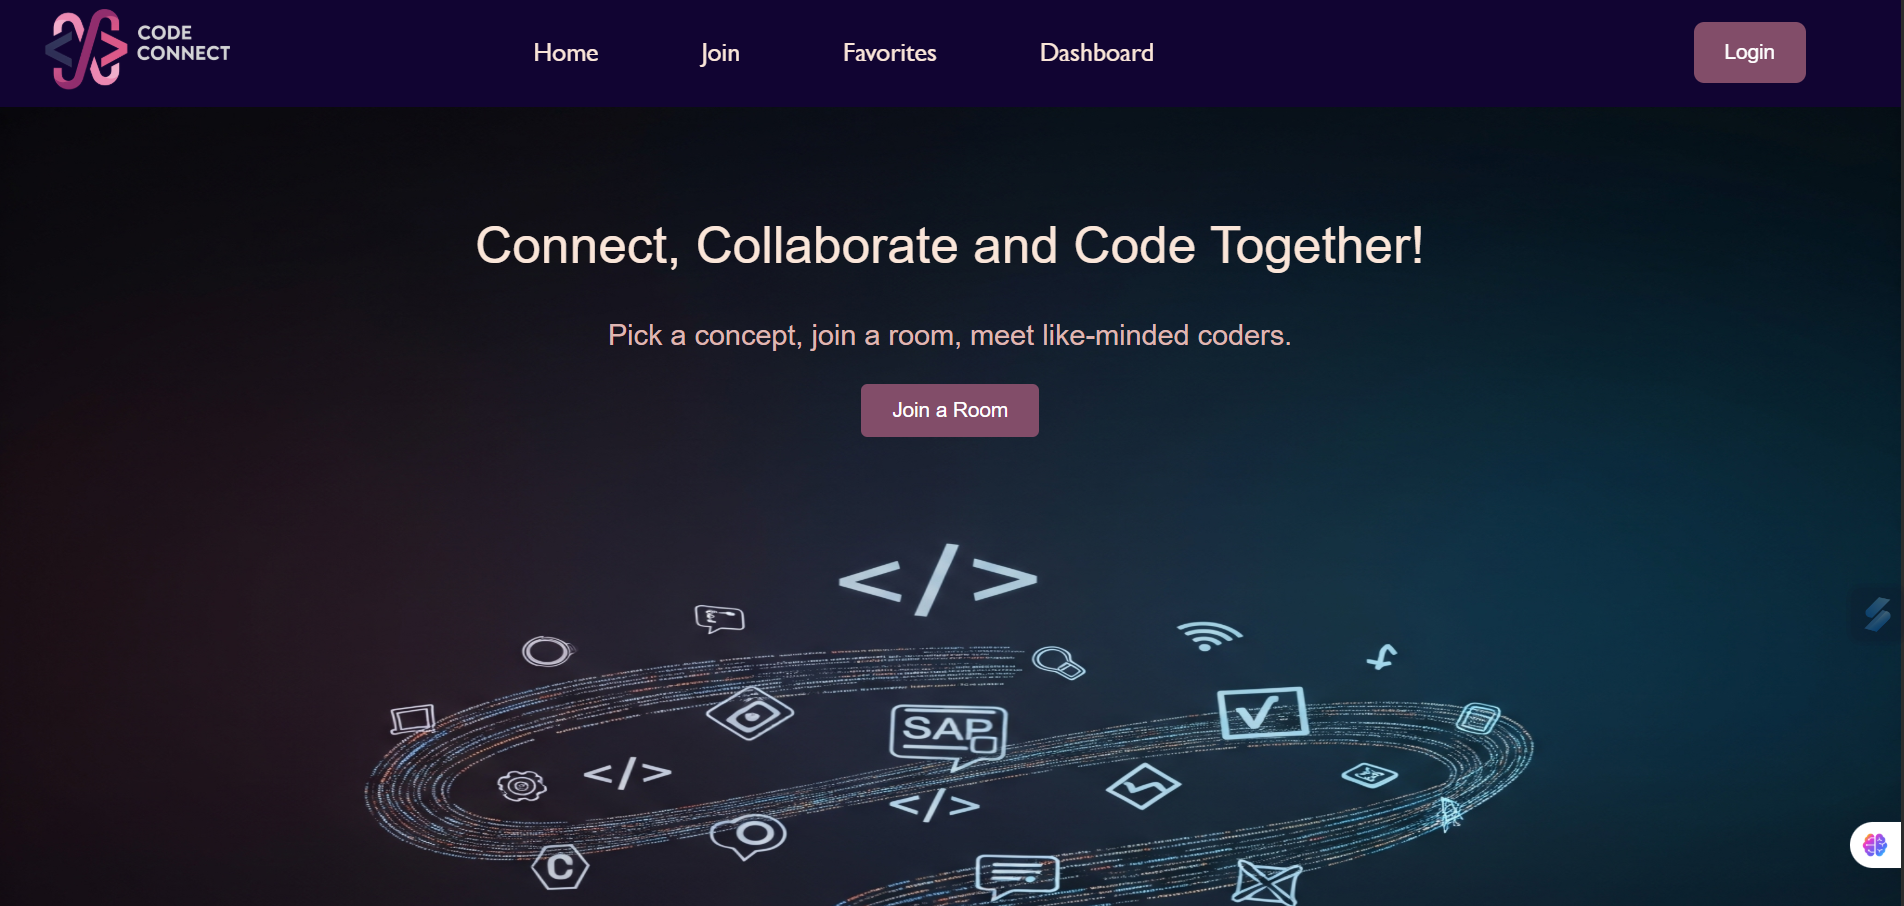 CODE
CONNECT
Home
Join
Favorites
Dashboard
Login
Connect, Collaborate and Code Together!
Pick a concept, join a room, meet like-minded coders.
Join a Room
</>
SAP
</>
</>
C